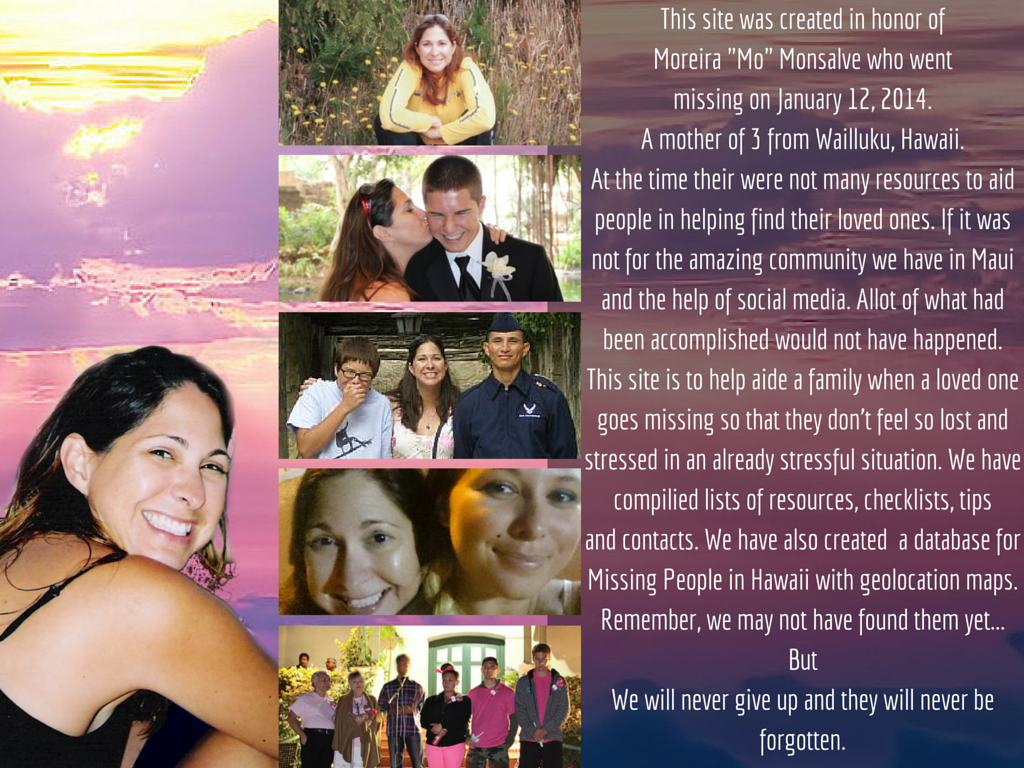 This site was created in honor of
Moreira "Mo" Monsalve who went
missing on January 12, 2014.
A mother of 3 from Wailluku, Hawaii.
At the time their were not many resources to aid
people in helping find their loved ones. If it was
not for the amazing community we have in Maui
and the help of social media. Allot of what had
been accomplished would not have happened.
This site is to help aide a family when a loved one
goes missing so that they don't feel so lost and
stressed in an already stressful situation. We have
compilied lists of resources, checklists, tips
and contacts. We have also created a database for
Missing People in Hawaii with geolocation maps.
Remember, we may not have found them yet...
But
We will never give up and they will never be
forgotten.